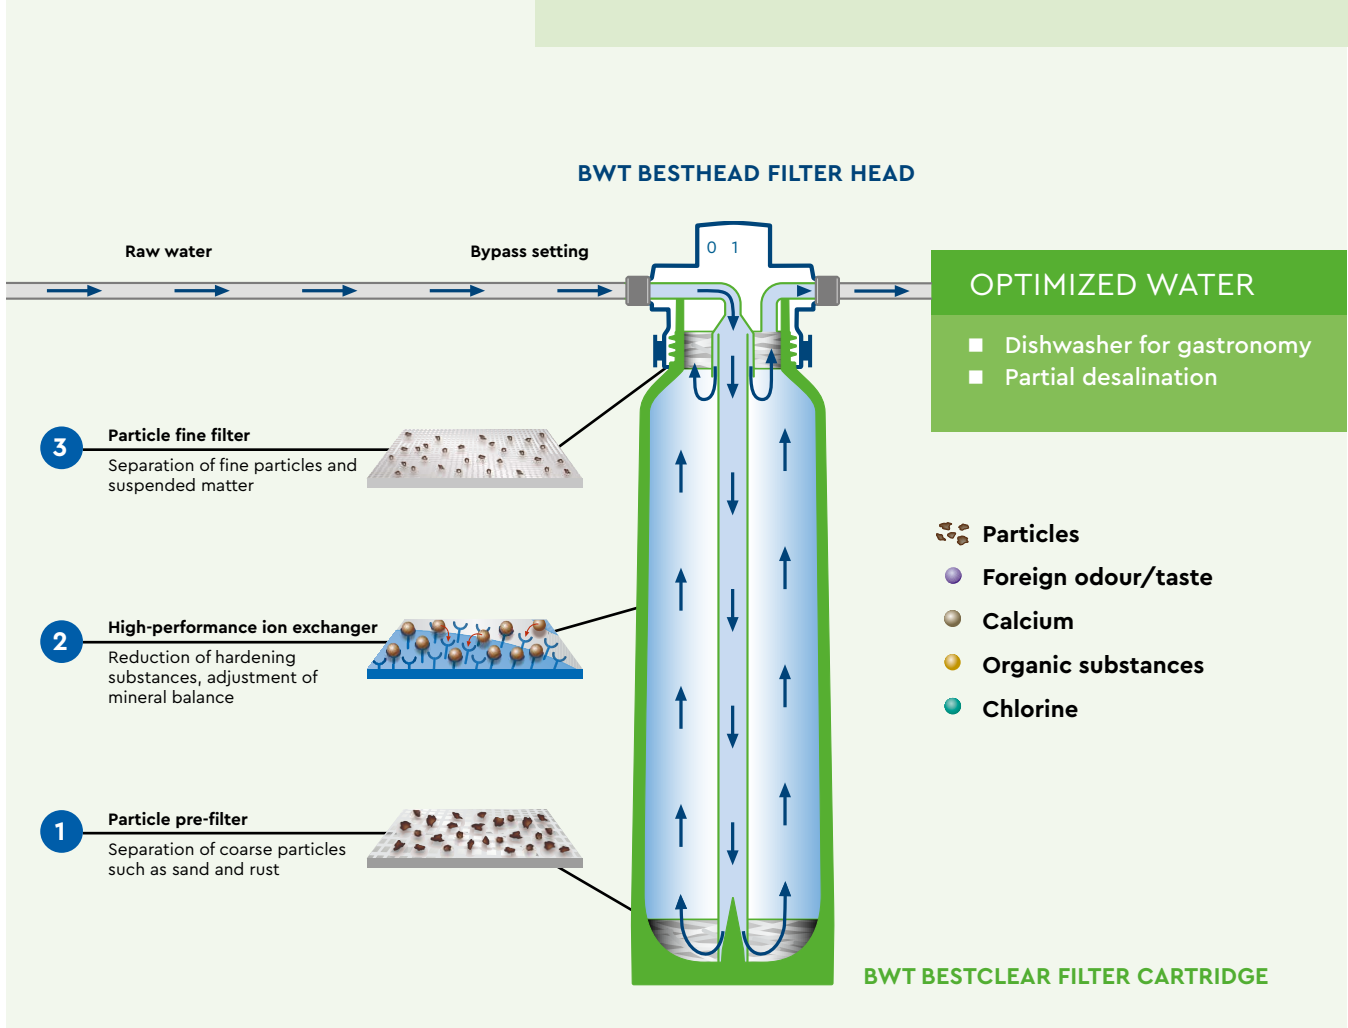 BWT BESTHEAD FILTER HEAD
Raw water
Bypass setting
0 1
OPTIMIZED WATER
Dishwasher for gastronomy
Partial desalination
3
Particle fine filter
Separation of fine particles and
suspended matter
2
High-performance ion exchanger
Reduction of hardening
substances, adjustment of
mineral balance
1
Particle pre-filter
Separation of coarse particles
such as sand and rust
Particles
Foreign odour/taste
Calcium
Organic substances
Chlorine
BWT BESTCLEAR FILTER CARTRIDGE